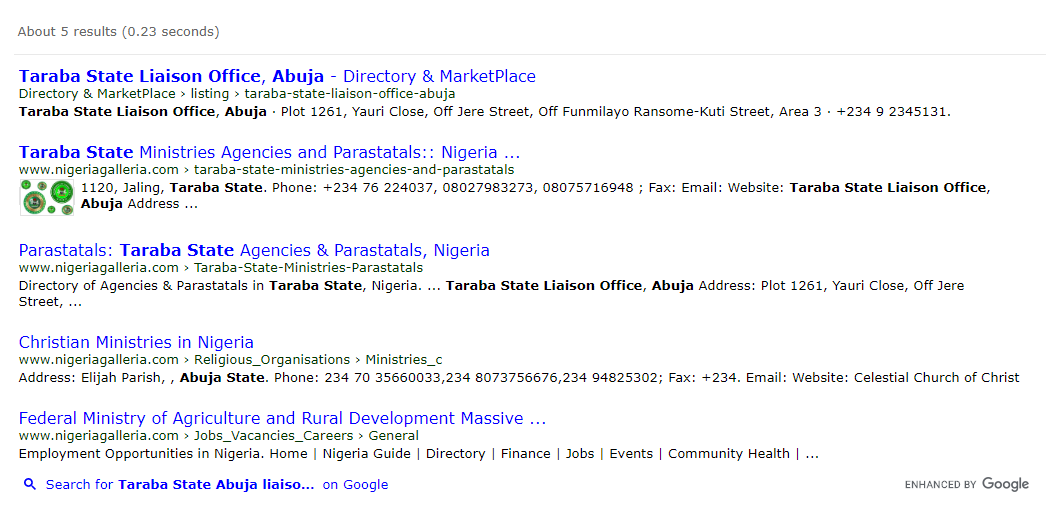 About 5 results (0.23 seconds)
Taraba State Liaison Office, Abuja - Directory & MarketPlace
Directory & MarketPlace › listing › taraba-state-liaison-office-abuja
Taraba State Liaison Office, Abuja · Plot 1261, Yauri Close, Off Jere Street, Off Funmilayo Ransome-Kuti Street, Area 3 · +234 9 2345131.
Taraba State Ministries Agencies and Parastatals:: Nigeria ...
www.nigeriagalleria.com › taraba-state-ministries-agencies-and-parastatals
1120, Jaling, Taraba State. Phone: +234 76 224037, 08027983273, 08075716948 ; Fax: Email: Website: Taraba State Liaison Office,
Abuja Address ...
Parastatals: Taraba State Agencies & Parastatals, Nigeria
www.nigeriagalleria.com › Taraba-State-Ministries-Parastatals
Directory of Agencies & Parastatals in Taraba State, Nigeria. ... Taraba State Liaison Office, Abuja Address: Plot 1261, Yauri Close, Off Jere
Street, ...
Christian Ministries in Nigeria
www.nigeriagalleria.com › Religious_Organisations › Ministries_c
Address: Elijah Parish, , Abuja State. Phone: 234 70 35660033,234 8073756676,234 94825302; Fax: +234. Email: Website: Celestial Church of Christ
Federal Ministry of Agriculture and Rural Development Massive ...
www.nigeriagalleria.com › Jobs_Vacancies_Careers › General
Employment Opportunities in Nigeria. Home | Nigeria Guide | Directory | Finance | Jobs | Events | Community Health | ...
Search for Taraba State Abuja liaiso... on Google
ENHANCED BY Google